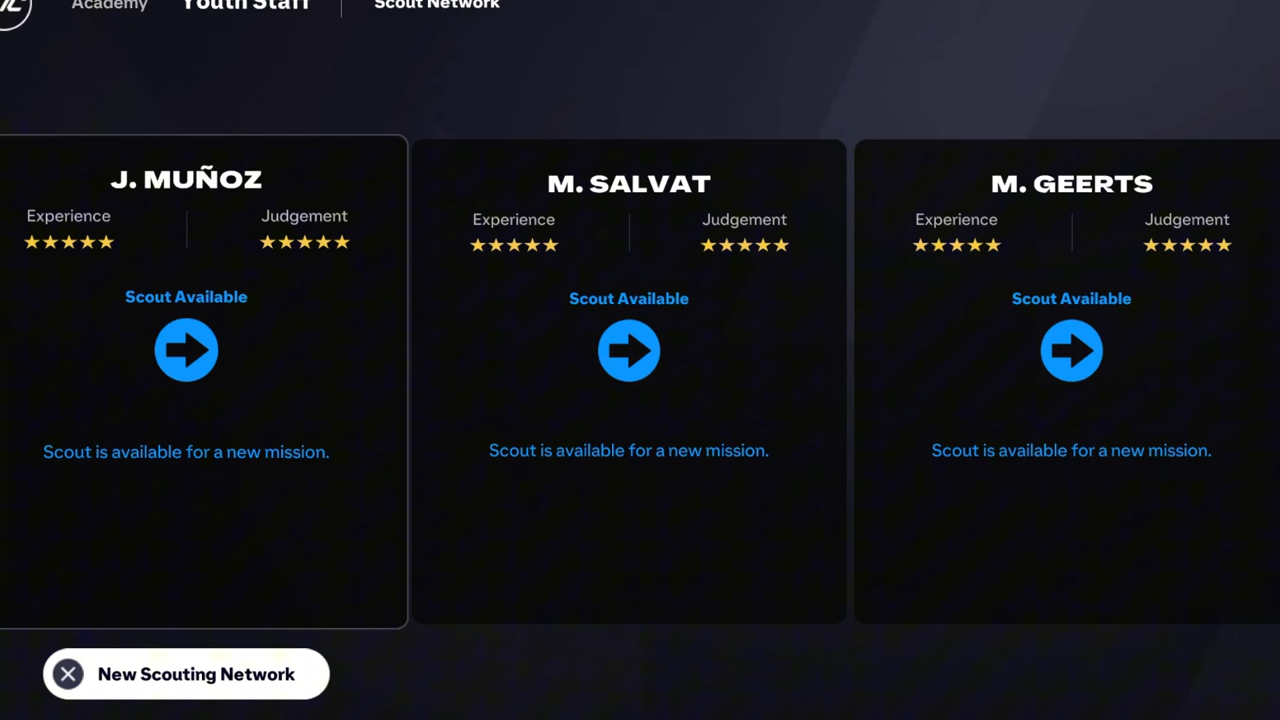 Academy Youth Staff Scout Network
J. MUÑOZ
Experience Judgement
★★★★★ ★★★★★
Scout Available
Scout is available for a new mission.
M. SALVAT
Experience Judgement
★★★★★ ★★★★★
Scout Available
Scout is available for a new mission.
M. GEERTS
Experience Judgement
★★★★★ ★★★★★
Scout Available
Scout is available for a new mission.
New Scouting Network